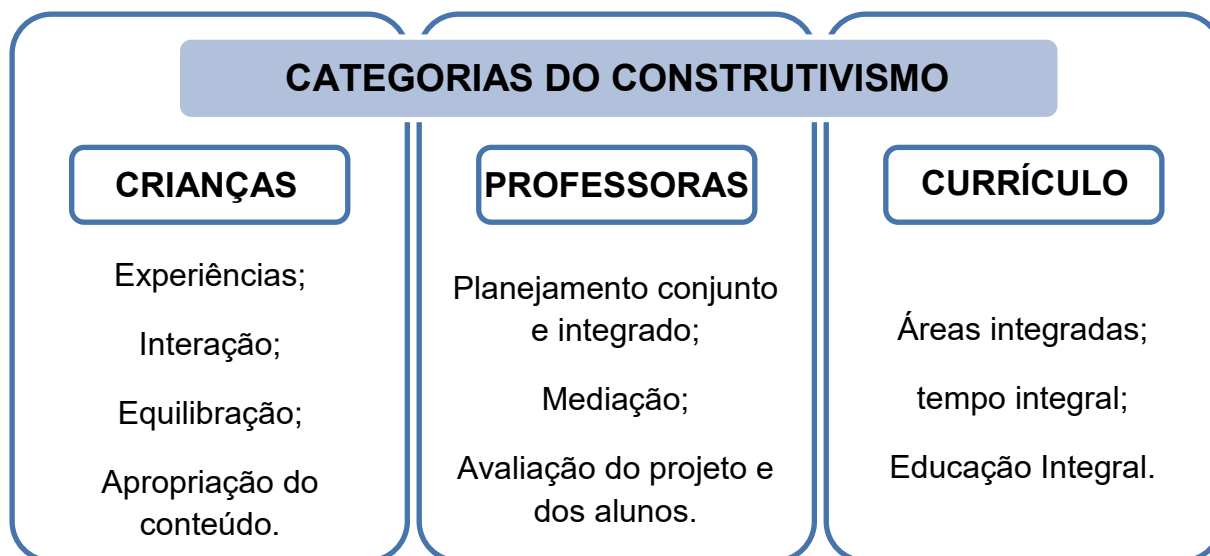 CATEGORIAS DO CONSTRUTIVISMO
CRIANÇAS
Experiências;
Interação;
Equilibração;
Apropriação do
conteúdo.
PROFESSORAS
Planejamento conjunto
e integrado;
Mediação;
Avaliação do projeto e
dos alunos.
CURRÍCULO
Áreas integradas;
tempo integral;
Educação Integral.